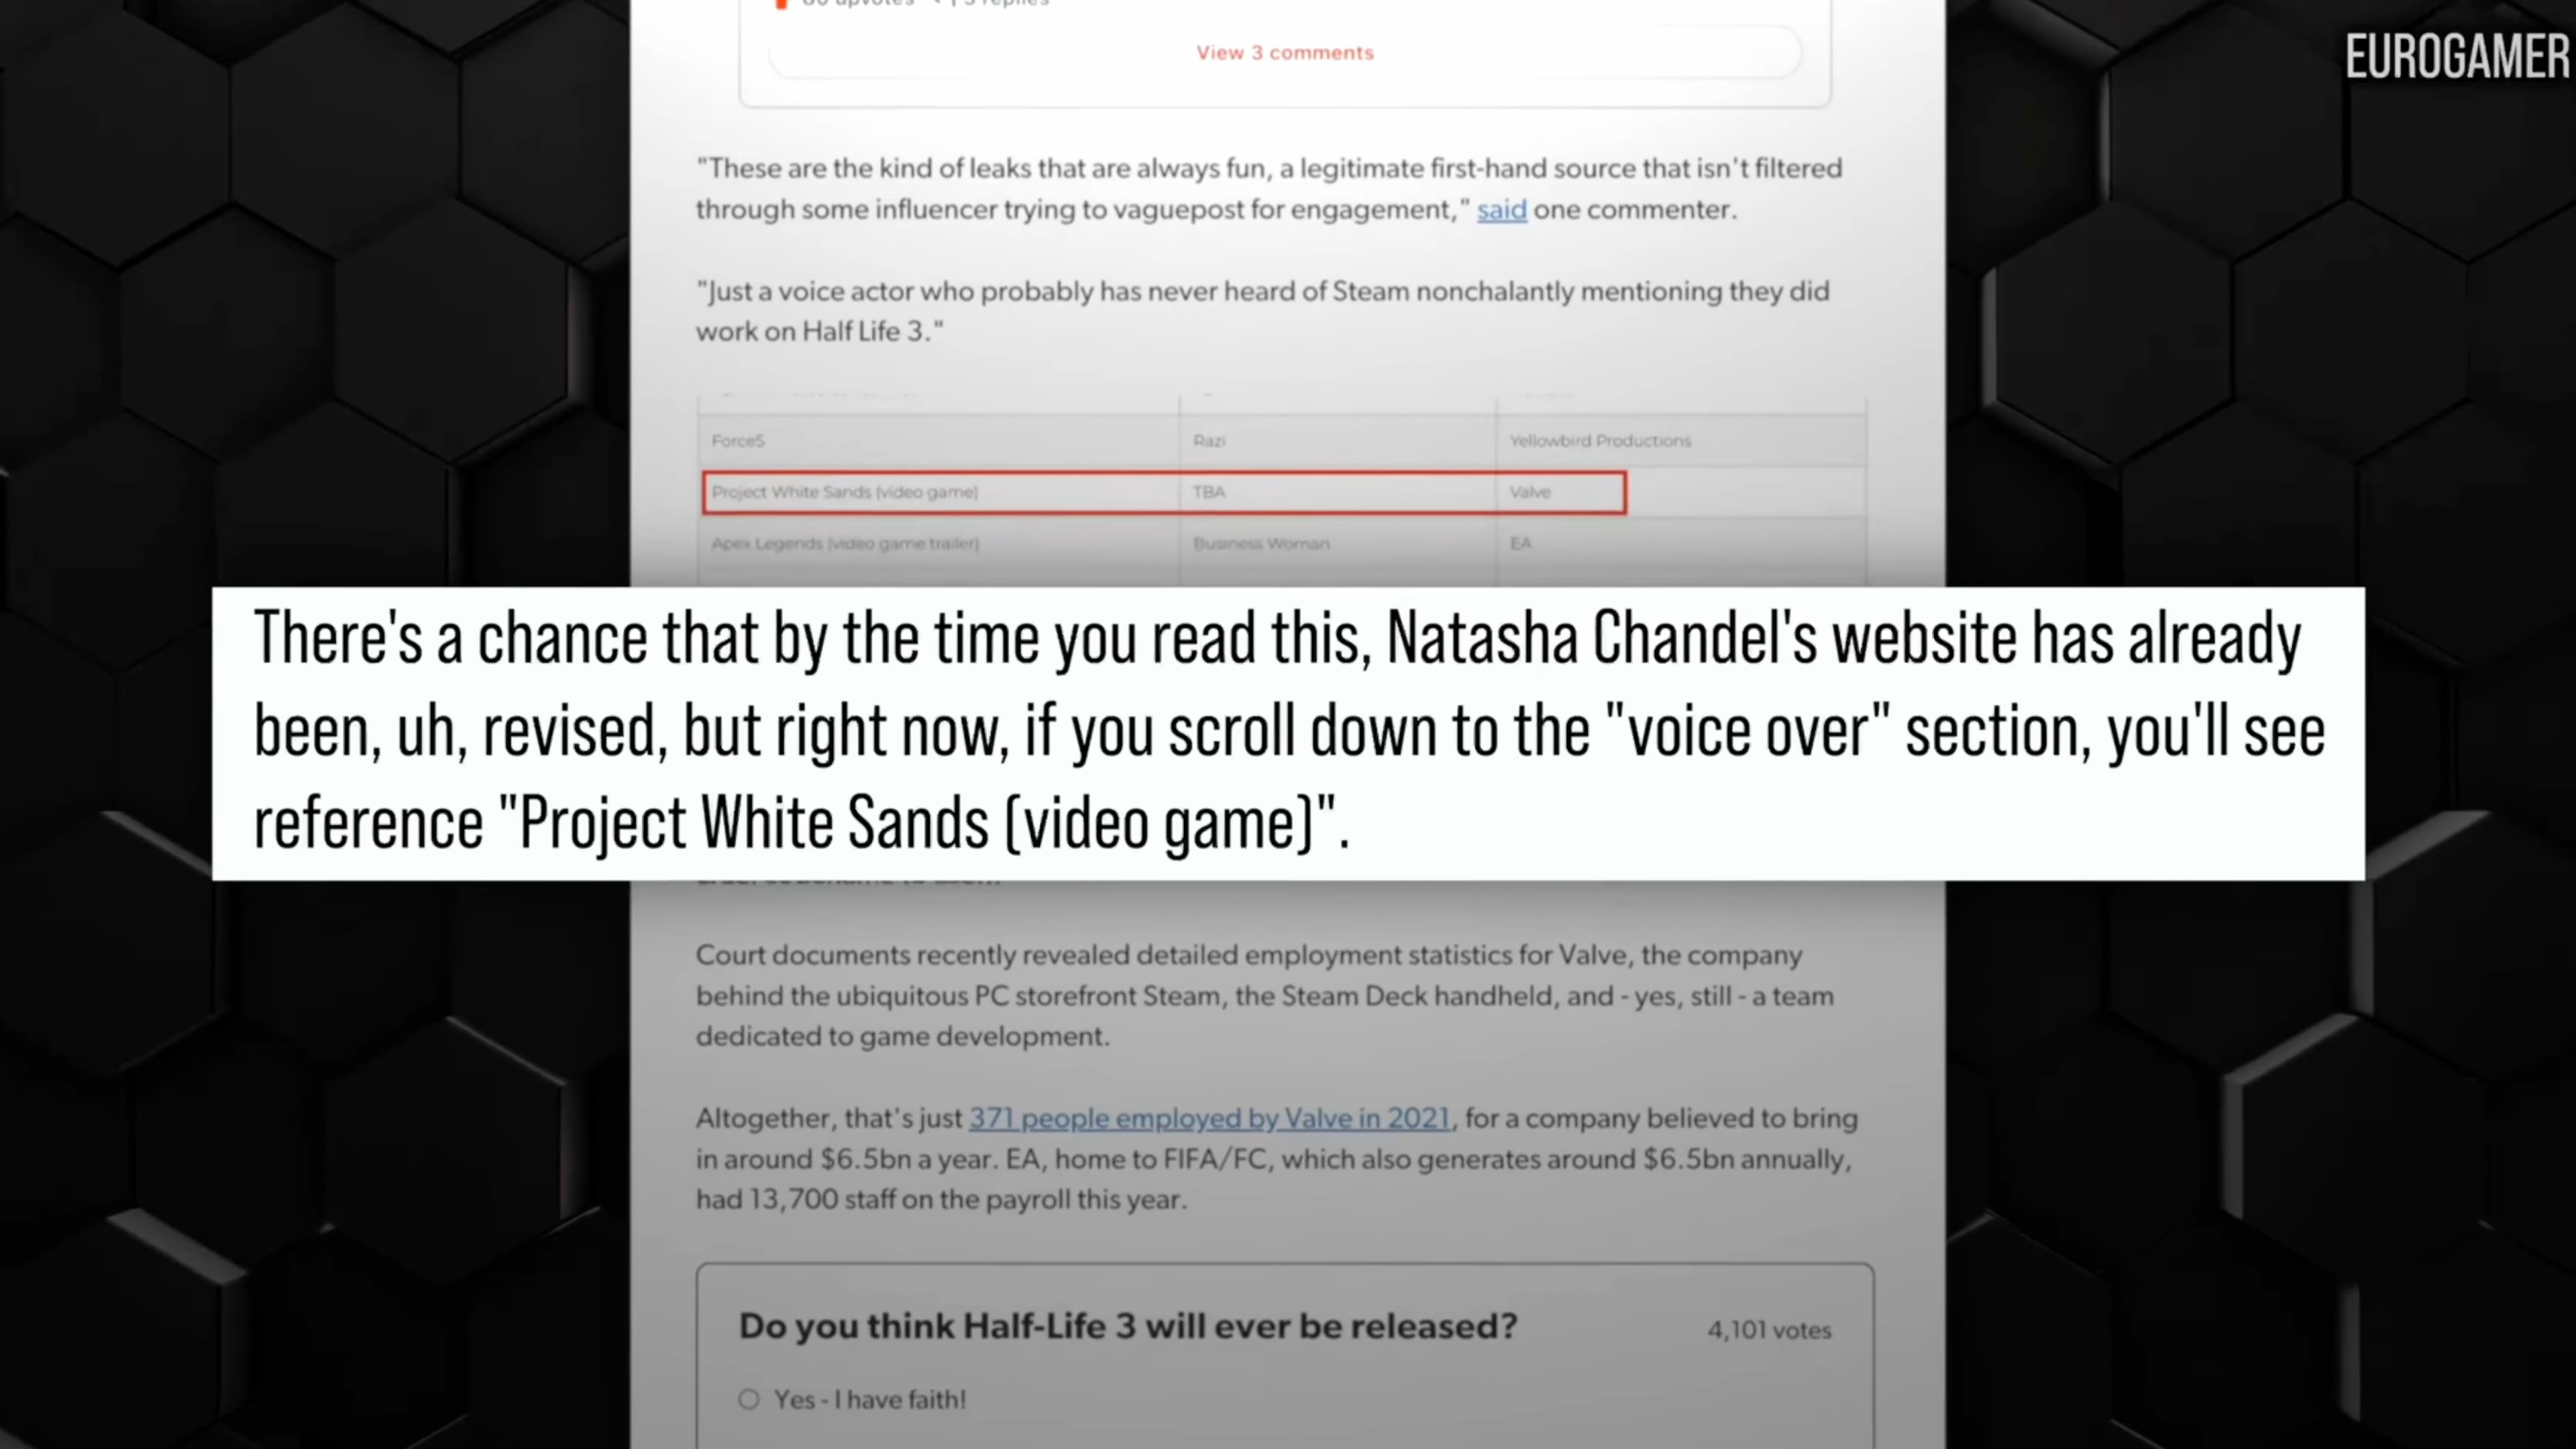 80 upvotes 3 replies
View 3 comments
EUROGAMER
"These are the kind of leaks that are always fun, a legitimate first-hand source that isn't filtered
through some influencer trying to vaguepost for engagement," said one commenter.
"Just a voice actor who probably has never heard of Steam nonchalantly mentioning they did
work on Half Life 3."
Force5 Razi Yellowbird Productions
Project White Sands (video game) TBA Valve
Apex Legends (video game trailer) Business Woman EA
There's a chance that by the time you read this, Natasha Chandel's website has already
been, uh, revised, but right now, if you scroll down to the "voice over" section, you'll see
reference "Project White Sands (video game)".
Court documents recently revealed detailed employment statistics for Valve, the company
behind the ubiquitous PC storefront Steam, the Steam Deck handheld, and - yes, still - a team
dedicated to game development.
Altogether, that's just 371 people employed by Valve in 2021, for a company believed to bring
in around $6.5bn a year. EA, home to FIFA/FC, which also generates around $6.5bn annually,
had 13,700 staff on the payroll this year.
Do you think Half-Life 3 will ever be released? 4,101 votes
Yes - I have faith!